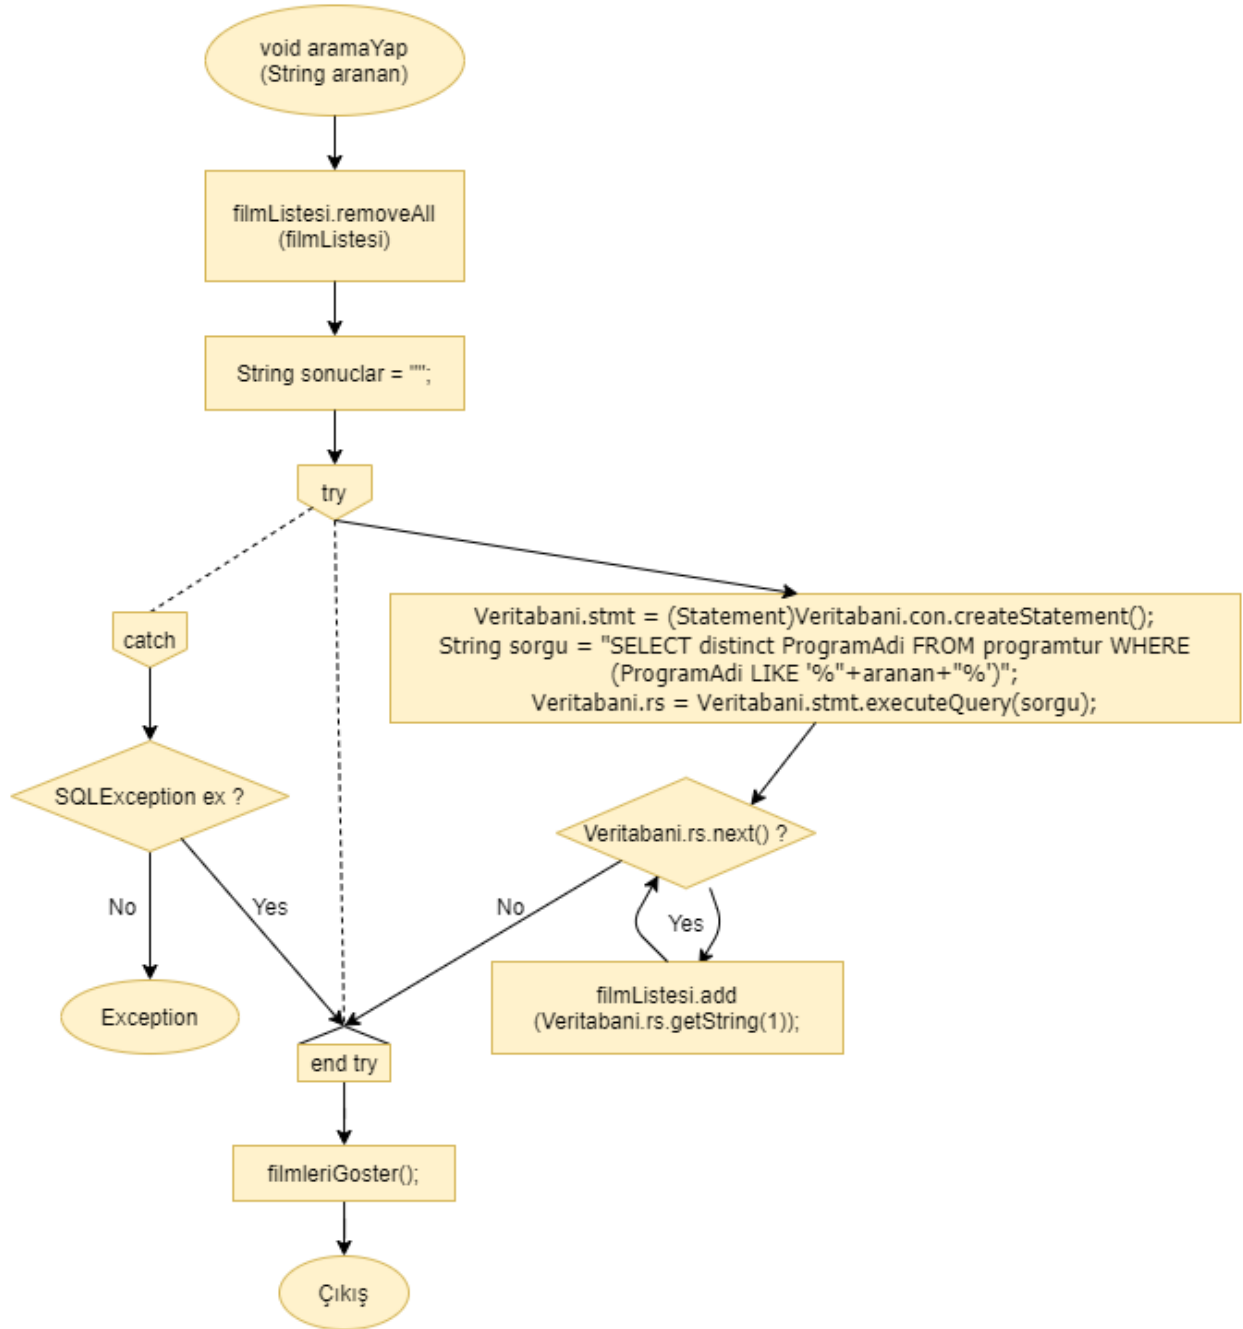 void aramaYap
(String aranan)
filmListesi.removeAll
(filmListesi)
String sonuclar = "";
try
catch
Veritabani.stmt = (Statement)Veritabani.con.createStatement();
String sorgu = "SELECT distinct ProgramAdi FROM programtur WHERE
(ProgramAdi LIKE '%"+aranan+"%')";
Veritabani.rs = Veritabani.stmt.executeQuery(sorgu);
SQLException ex ?
Veritabani.rs.next() ?
No
Yes
No
Yes
Exception
filmListesi.add
(Veritabani.rs.getString(1));
end try
filmleriGoster();
Çıkış